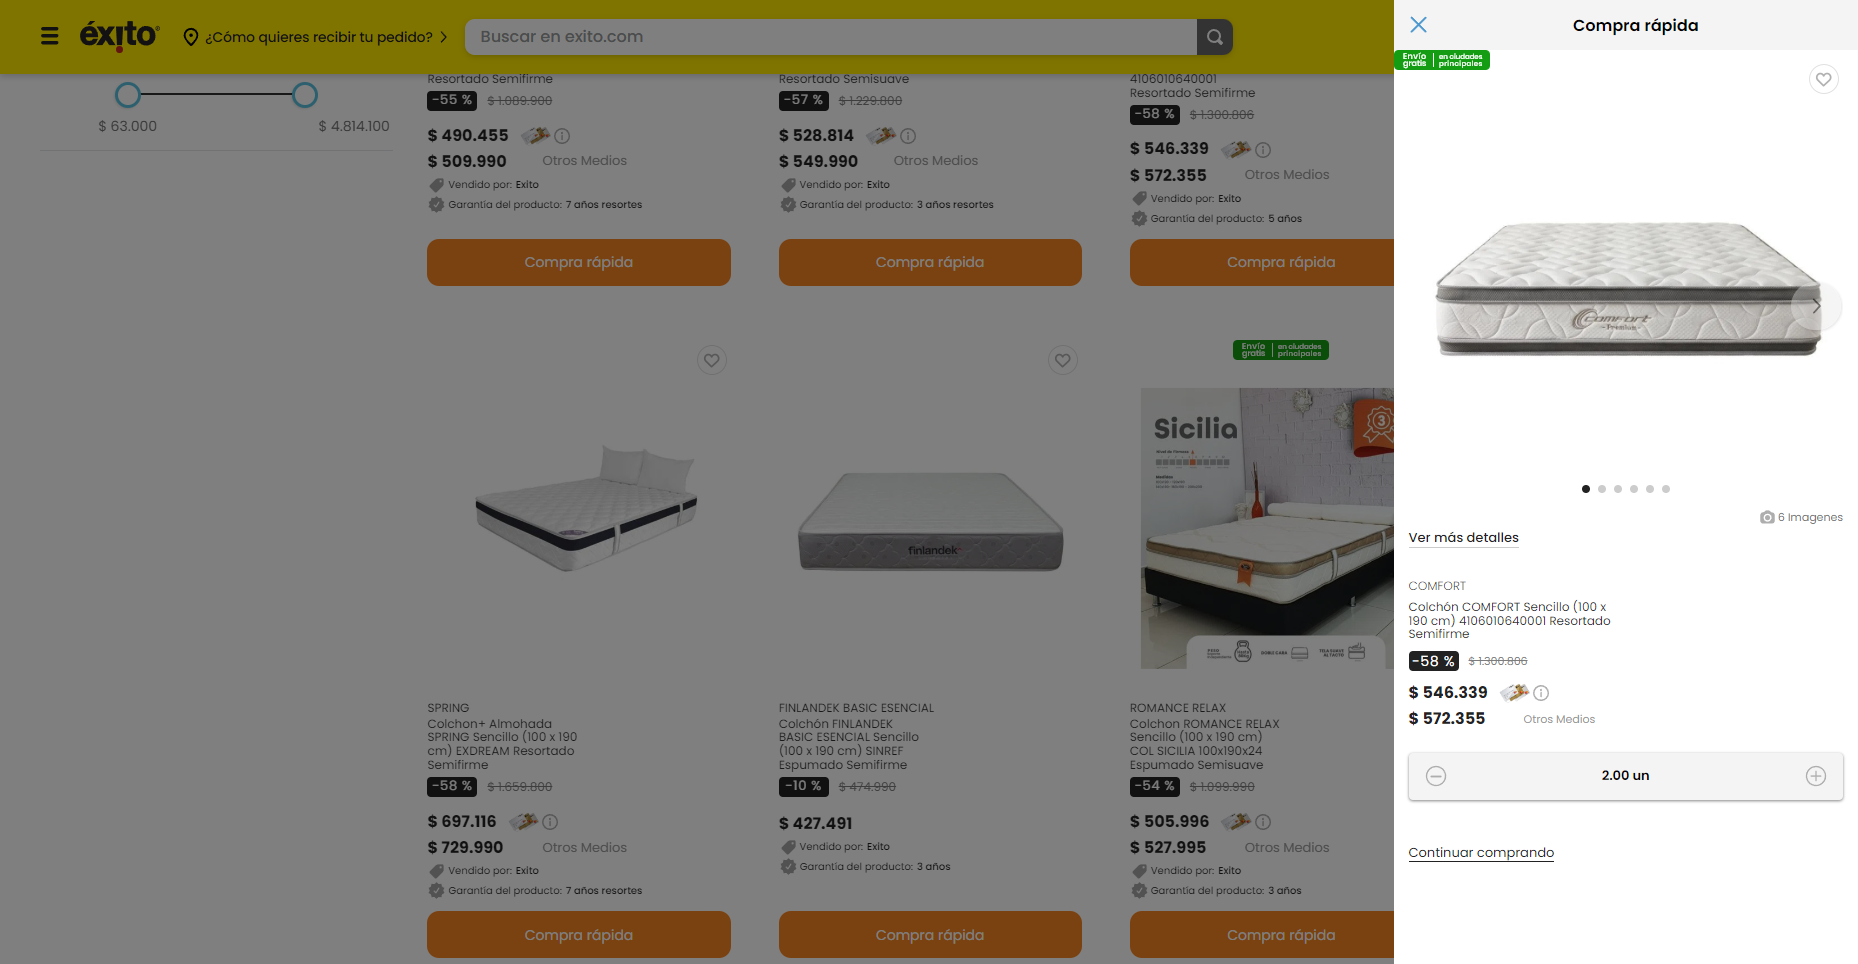 éxito
¿Cómo quieres recibir tu pedido?
Buscar en exito.com
$ 63.000
$ 4.814.100
Resortado Semifirme
-55 % $ 1.089.900
$ 490.455
$ 509.990 Otros Medios
Vendido por: Exito
Garantía del producto: 7 años resortes
Compra rápida
Resortado Semisuave
-57 % $ 1.229.800
$ 528.814
$ 549.990 Otros Medios
Vendido por: Exito
Garantía del producto: 3 años resortes
Compra rápida
4106010640001
Resortado Semifirme
-58 % $ 1.300.806
$ 546.339
$ 572.355 Otros Medios
Vendido por: Exito
Garantía del producto: 5 años
Compra rápida
SPRING
Colchon+ Almohada
SPRING Sencillo (100 x 190
cm) EXDREAM Resortado
Semifirme
-58 % $ 1.659.800
$ 697.116
$ 729.990 Otros Medios
Vendido por: Exito
Garantía del producto: 7 años resortes
Compra rápida
finlandek
FINLANDEK BASIC ESENCIAL
Colchón FINLANDEK
BASIC ESENCIAL Sencillo
(100 x 190 cm) SINREF
Espumado Semifirme
-10 % $ 474.990
$ 427.491
Vendido por: Exito
Garantía del producto: 3 años
Compra rápida
Envío gratis en ciudades principales
Sicilia
3
DOBLE CARA
TELA SUAVE
AL TACTO
ROMANCE RELAX
Colchon ROMANCE RELAX
Sencillo (100 x 190 cm)
COL SICILIA 100x190x24
Espumado Semisuave
-54 % $ 1.099.990
$ 505.996
$ 527.995 Otros Medios
Vendido por: Exito
Garantía del producto: 3 años
Compra rápida
Compra rápida
Envío gratis en ciudades principales
COMFORT
Premium
6 Imagenes
Ver más detalles
COMFORT
Colchón COMFORT Sencillo (100 x
190 cm) 4106010640001 Resortado
Semifirme
-58 % $ 1.300.806
$ 546.339
$ 572.355 Otros Medios
2.00 un
Continuar comprando